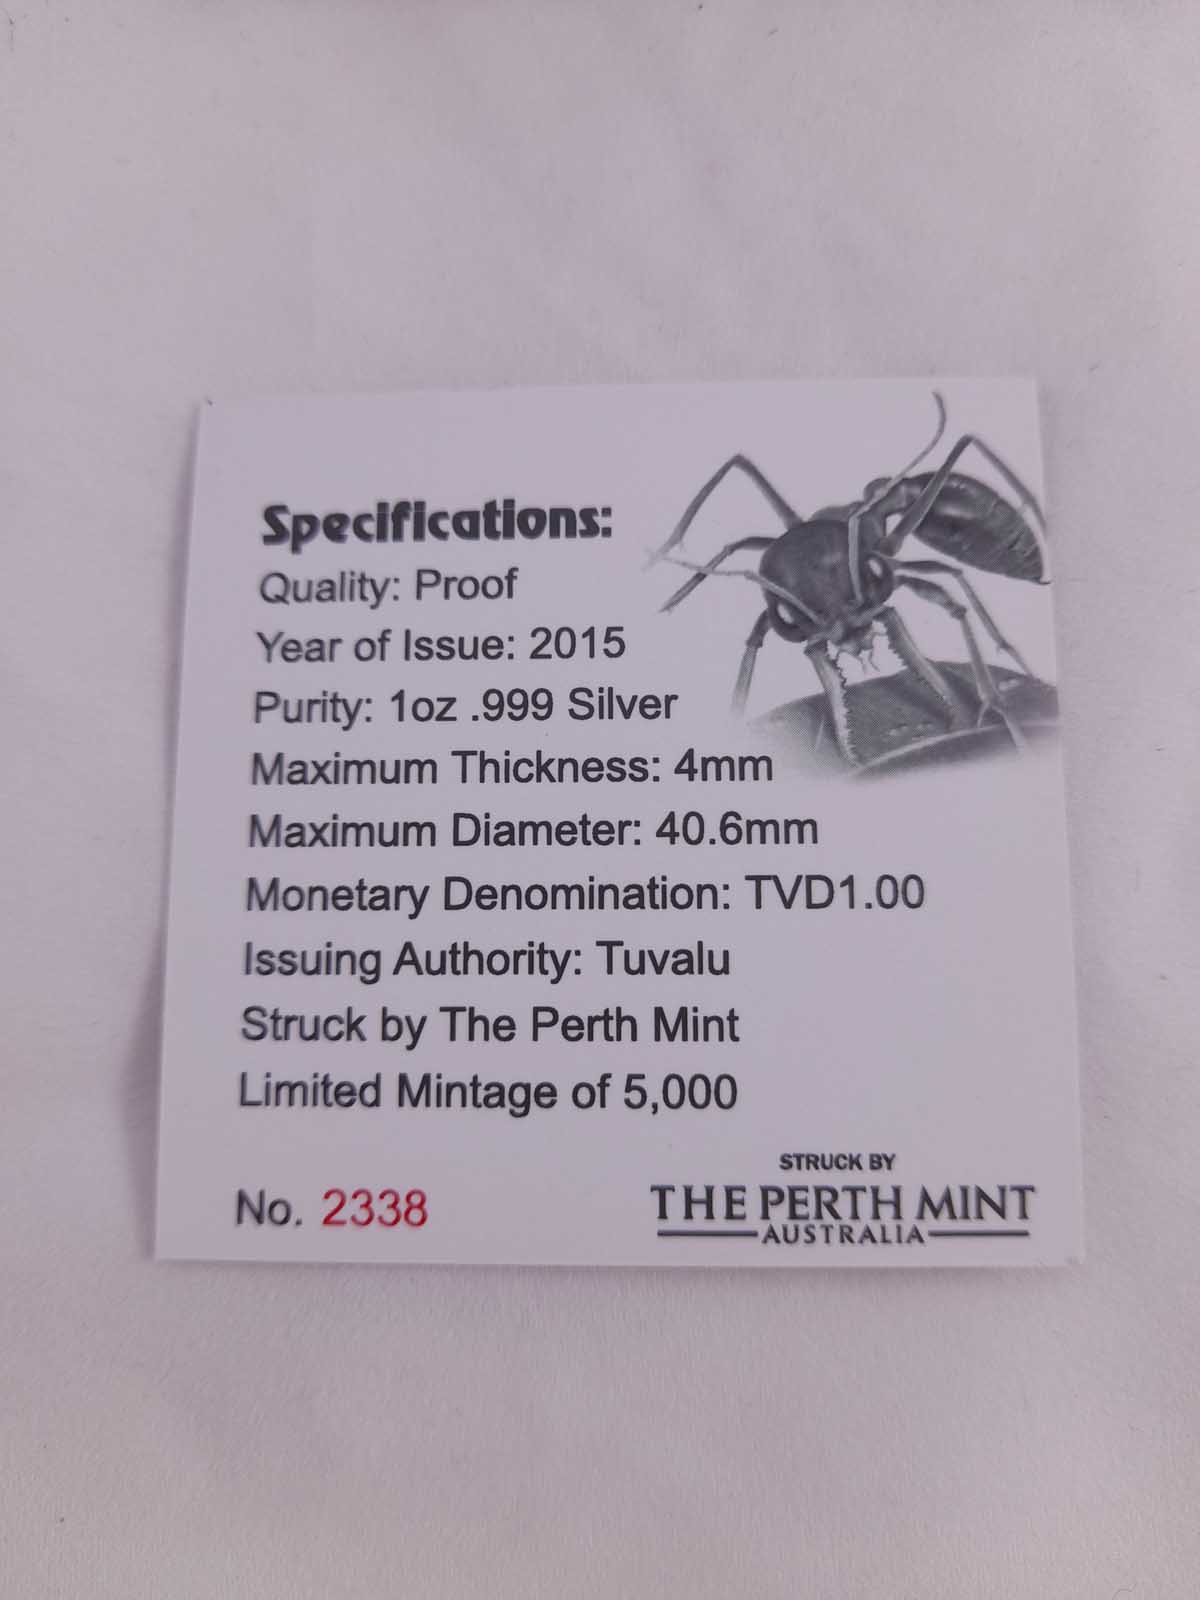 Specifications:
Quality: Proof
Year of Issue: 2015
Purity: 1oz .999 Silver
Maximum Thickness: 4mm
Maximum Diameter: 40.6mm
Monetary Denomination: TVD1.00
Issuing Authority: Tuvalu
Struck by The Perth Mint
Limited Mintage of 5,000
No. 2338
STRUCK BY
THE PERTH MINT
AUSTRALIA